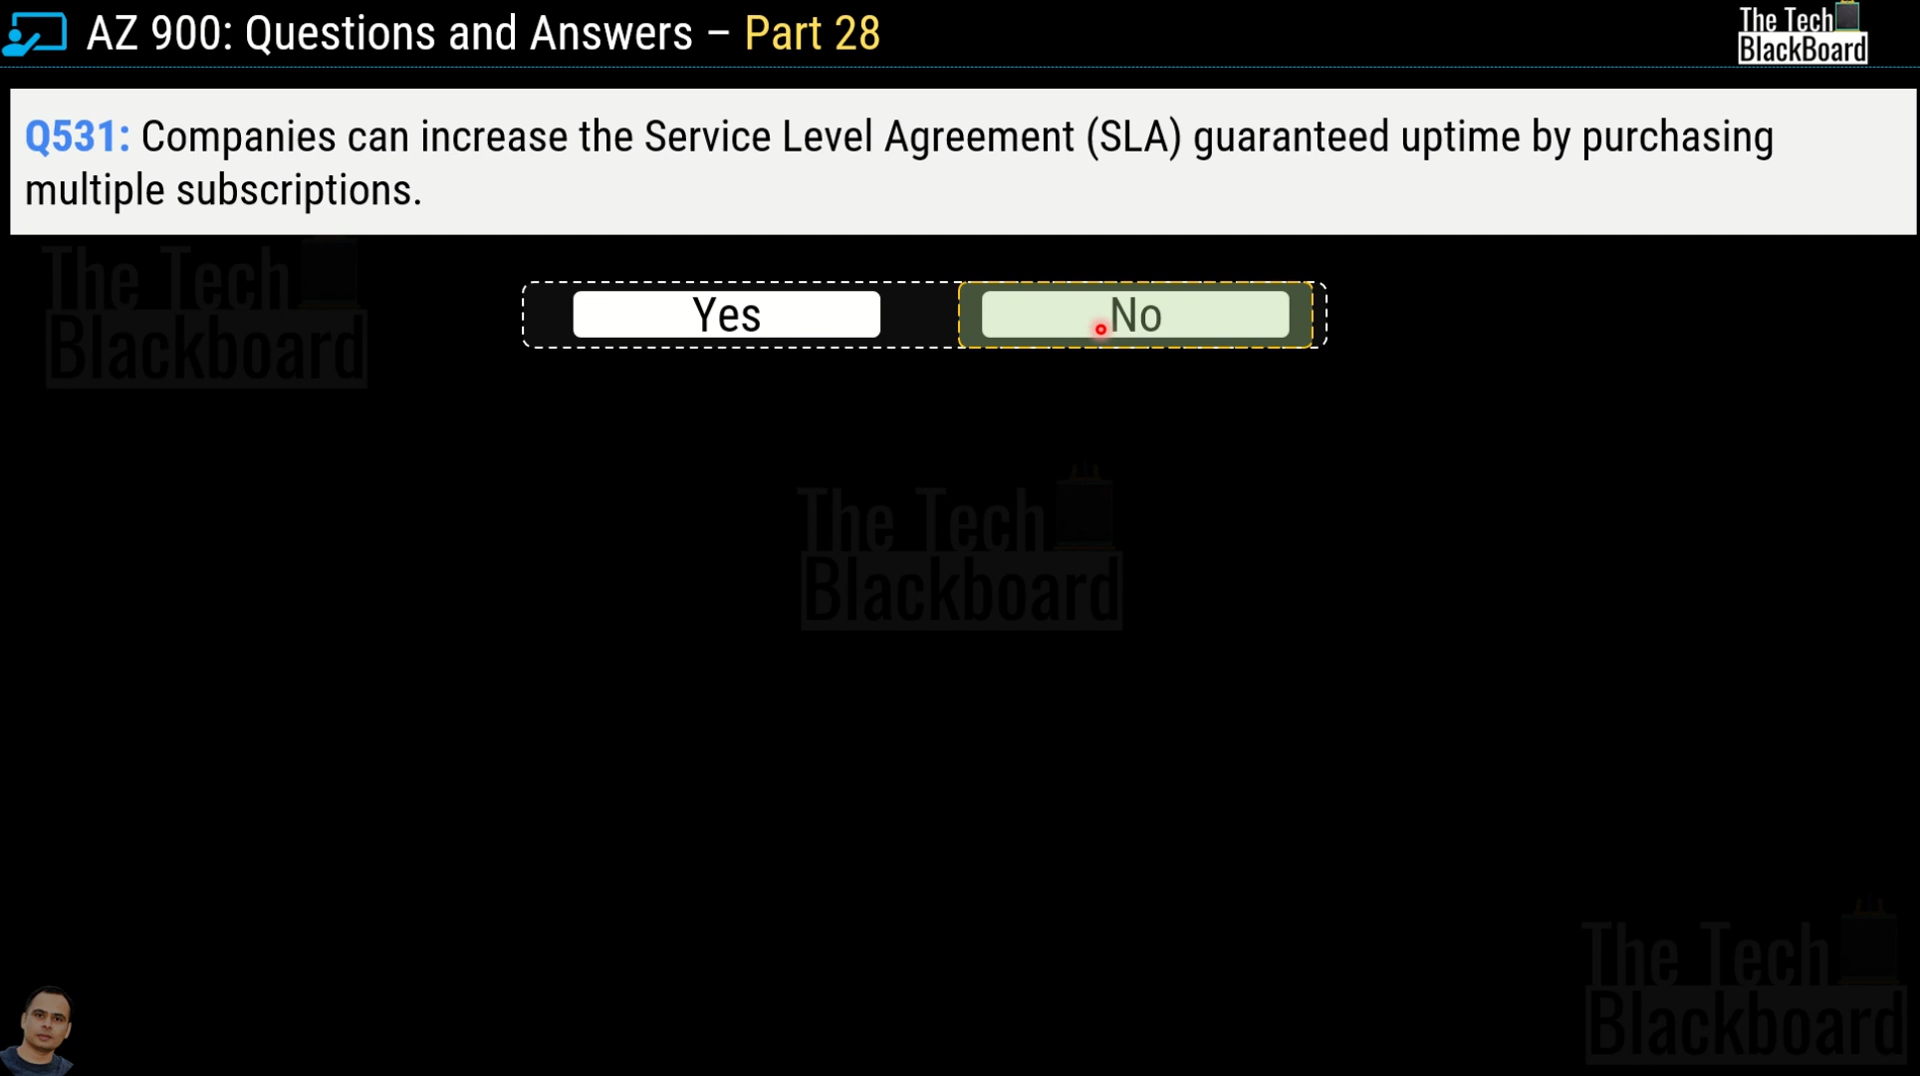 AZ 900: Questions and Answers – Part 28
The Tech
BlackBoard
Q531: Companies can increase the Service Level Agreement (SLA) guaranteed uptime by purchasing
multiple subscriptions.
The Tech
Blackboard
Yes No
The Tech
Blackboard
The Tech
Blackboard